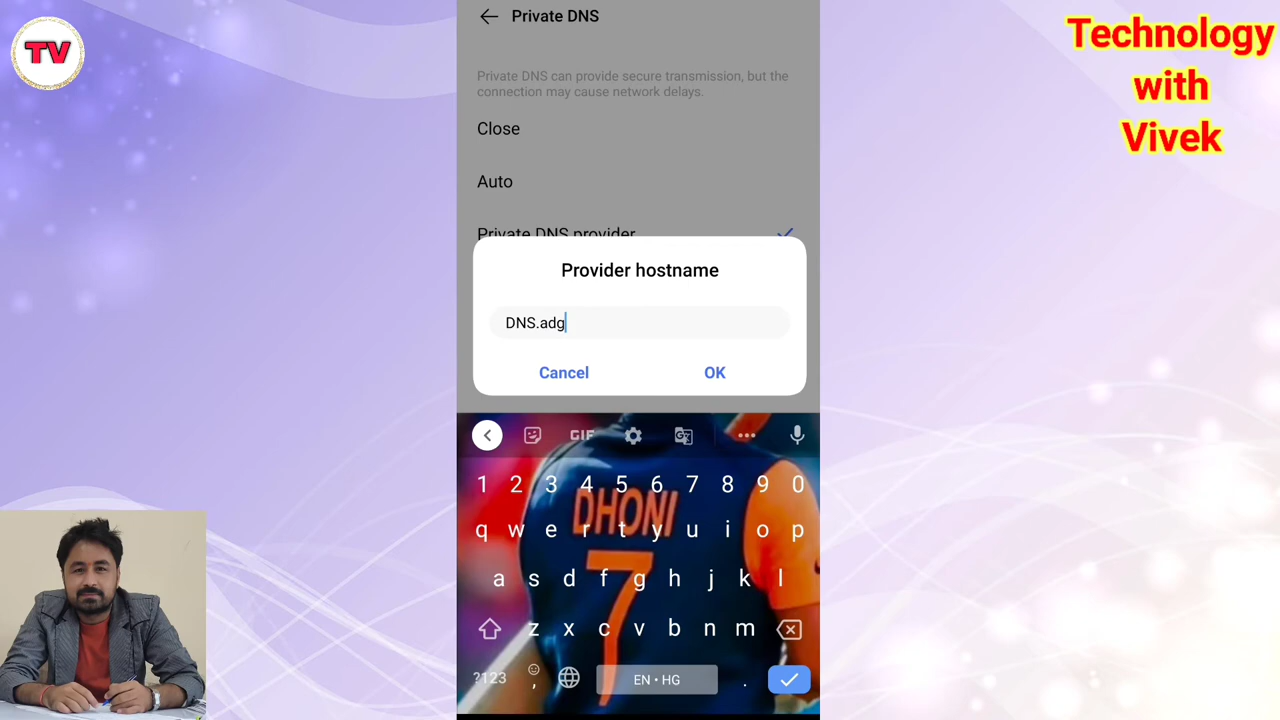 TV
Technology
with
Vivek
Private DNS
Private DNS can provide secure transmission, but the
connection may cause network delays.
Close
Auto
Private DNS provider
Provider hostname
DNS.adg
Cancel
OK
GIF
DHONI
7
1 2 3 4 5 6 7 8 9 0
q w e r t y u i o p
a s d f g h j k l
z x c v b n m
?123 , EN • HG .